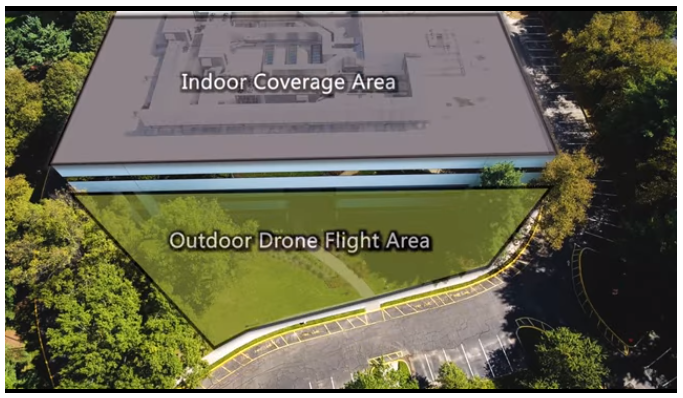 Indoor Coverage Area
Outdoor Drone Flight Area